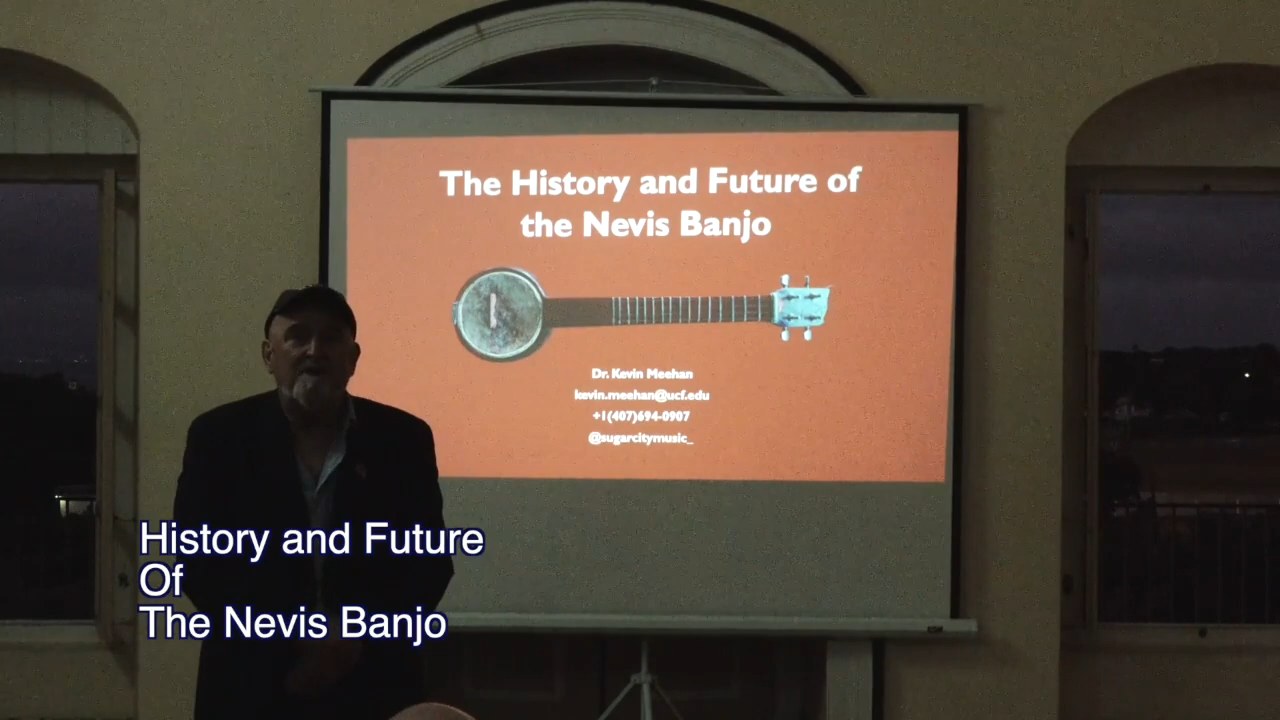 The History and Future of
the Nevis Banjo
Dr. Kevin Meehan
kevin.meehan@ucf.edu
+1(407)694-0907
@sugarcitymusic_
History and Future
Of
The Nevis Banjo